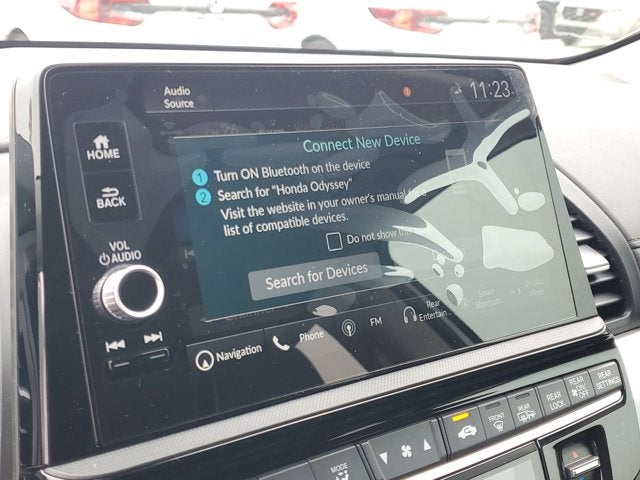 Audio
Source
11:23
HOME
BACK
VOL
AUDIO
Connect New Device
1 Turn ON Bluetooth on the device
2 Search for "Honda Odyssey"
Visit the website in your owner's manual for a
list of compatible devices.
Do not show this
Search for Devices
Navigation
Phone
FM
Rear
Entertain...
Smart
Shortcuts
Display
Mode
MODE
FRONT
REAR
REAR
LOCK
REAR
ON/
OFF
REAR
SETTINGS